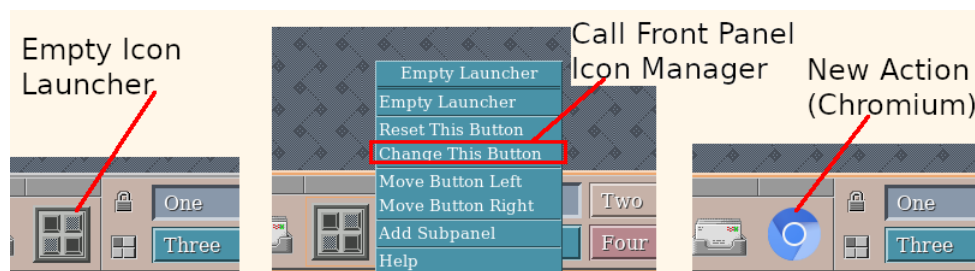 Empty Icon
Launcher
One
Three
Call Front Panel
Icon Manager
Empty Launcher
Empty Launcher
Reset This Button
Change This Button
Move Button Left
Move Button Right
Add Subpanel
Help
Two
Four
New Action
(Chromium)
One
Three